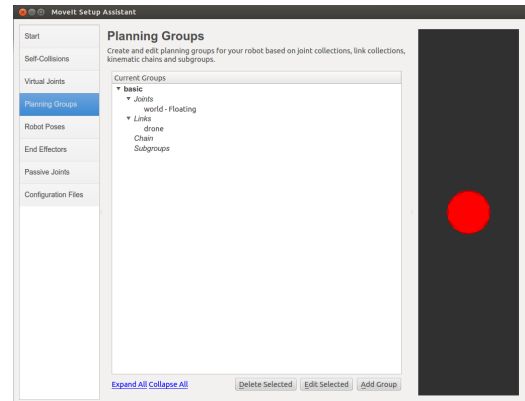 MoveIt Setup Assistant
Start
Self-Collisions
Virtual Joints
Planning Groups
Robot Poses
End Effectors
Passive Joints
Configuration Files
Planning Groups
Create and edit planning groups for your robot based on joint collections, link collections,
kinematic chains and subgroups.
Current Groups
basic
Joints
world - Floating
Links
drone
Chain
Subgroups
Expand All Collapse All
Delete Selected
Edit Selected
Add Group